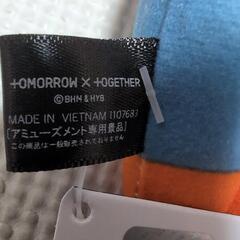 +OMORROW × +OGETHER
©BHM & HYB
MADE IN VIETNAM [10768]
[アミューズメント専用景品]
この景品は一般販売されておりません。